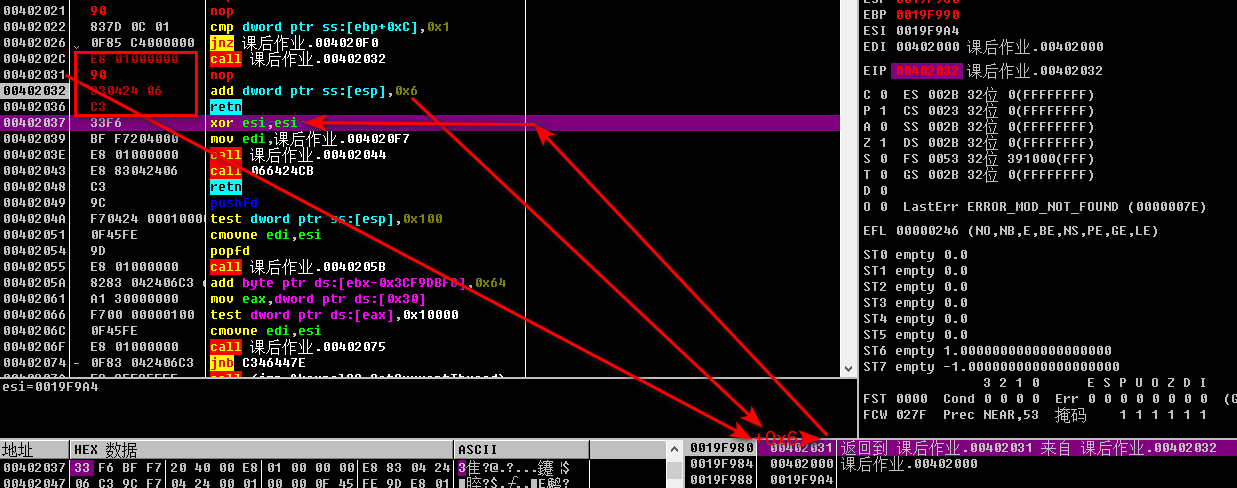 00402021 90 nop
00402022 837D 0C 01 cmp dword ptr ss:[ebp+0xC],0x1
00402026 0F85 C4000000 jnz 课后作业.004020F0
0040202C E8 01000000 call 课后作业.00402032
00402031 90 nop
00402032 830424 06 add dword ptr ss:[esp],0x6
00402036 C3 retn
00402037 33F6 xor esi,esi
00402039 BF F7204000 mov edi,课后作业.004020F7
0040203E E8 01000000 call 课后作业.00402044
00402043 E8 83042406 call 066424CB
00402048 C3 retn
00402049 9C pushfd
0040204A F70424 00010000 test dword ptr ss:[esp],0x100
00402051 0F45FE cmovne edi,esi
00402054 9D popfd
00402055 E8 01000000 call 课后作业.0040205B
0040205A 8283 042406C3 add byte ptr ds:[ebx-0x3CF9DBFC],0x64
00402061 A1 30000000 mov eax,dword ptr ds:[0x30]
00402066 F700 00000100 test dword ptr ds:[eax],0x10000
0040206C 0F45FE cmovne edi,esi
0040206F E8 01000000 call 课后作业.00402075
00402074 - 0F83 042406C3 jnb C346447E
esi=0019F9A4
EBP 0019F990
ESI 0019F9A4
EDI 00402000 课后作业.00402000
EIP 00402032 课后作业.00402032
C 0 ES 002B 32位 0(FFFFFFFF)
P 1 CS 0023 32位 0(FFFFFFFF)
A 0 SS 002B 32位 0(FFFFFFFF)
Z 1 DS 002B 32位 0(FFFFFFFF)
S 0 FS 0053 32位 391000(FFF)
T 0 GS 002B 32位 0(FFFFFFFF)
D 0
O 0 LastErr ERROR_MOD_NOT_FOUND (0000007E)
EFL 00000246 (NO,NB,E,BE,NS,PE,GE,LE)
ST0 empty 0.0
ST1 empty 0.0
ST2 empty 0.0
ST3 empty 0.0
ST4 empty 0.0
ST5 empty 0.0
ST6 empty 1.0000000000000000000
ST7 empty -1.0000000000000000000
3 2 1 0 E S P U O Z D I
FST 0000 Cond 0 0 0 0 Err 0 0 0 0 0 0 0 0 (G
FCW 027F Prec NEAR,53 掩码 1 1 1 1 1 1
地址 HEX 数据 ASCII
00402037 33 F6 BF F7 20 40 00 E8 01 00 00 00 E8 83 04 24
00402047 06 C3 9C F7 04 24 00 01 00 00 0F 45 FE 9D E8 01
+0x6
0019F980 00402031 返回到 课后作业.00402031 来自 课后作业.00402032
0019F984 00402000 课后作业.00402000
0019F988 0019F9A4